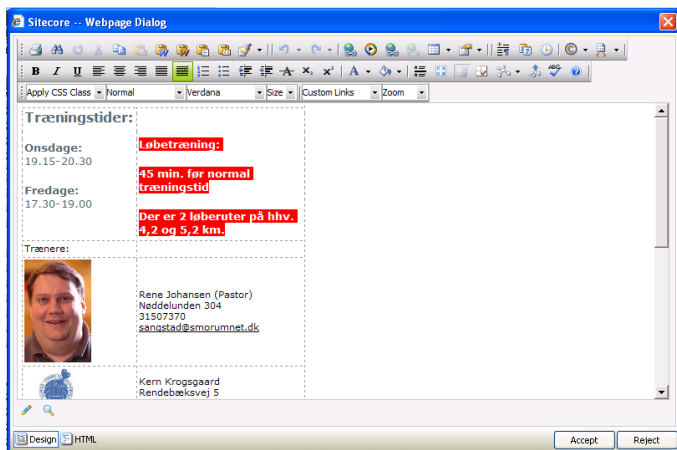 Sitecore -- Webpage Dialog
B I U A X₂ X² A
Apply CSS Class Normal Verdana Size Custom Links Zoom
Træningstider:
Onsdage:
19.15-20.30
Fredage:
17.30-19.00
Løbetræning:
45 min. før normal
træningstid
Der er 2 løberuter på hhv.
4,2 og 5,2 km.
Trænere:
Rene Johansen (Pastor)
Nøddelunden 304
31507370
sangstad@smorumnet.dk
Kern Krogsgaard
Rendebæksvej 5
Design HTML Accept Reject